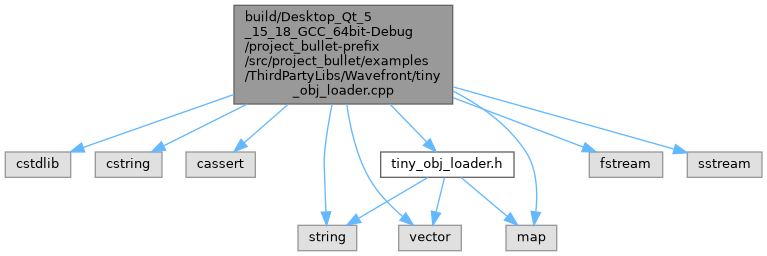 build/Desktop_Qt_5
_15_18_GCC_64bit-Debug
/project_bullet-prefix
/src/project_bullet/examples
/ThirdPartyLibs/Wavefront/tiny
_obj_loader.cpp
cstdlib
cstring
cassert
tiny_obj_loader.h
fstream
sstream
string
vector
map